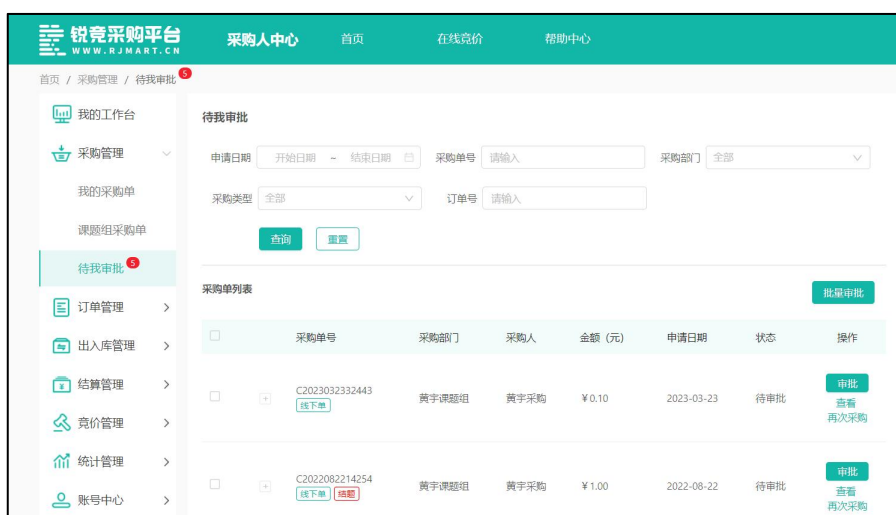 锐竞采购平台
WWW.RJMART.CN
采购人中心 首页 在线竞价 帮助中心
首页 / 采购管理 / 待我审批 5
我的工作台
采购管理
我的采购单
课题组采购单
待我审批 5
订单管理
出入库管理
结算管理
竞价管理
统计管理
账号中心
待我审批
申请日期 开始日期 ~ 结束日期 采购单号 请输入 采购部门 全部
采购类型 全部 订单号 请输入
查询 重置
采购单列表 批量审批
采购单号 采购部门 采购人 金额（元） 申请日期 状态 操作
C2023032332443 黄宇课题组 黄宇采购 ¥0.10 2023-03-23 待审批 审批
线下单 查看
再次采购
C2022082214254 黄宇课题组 黄宇采购 ¥1.00 2022-08-22 待审批 审批
线下单 结题 查看
再次采购